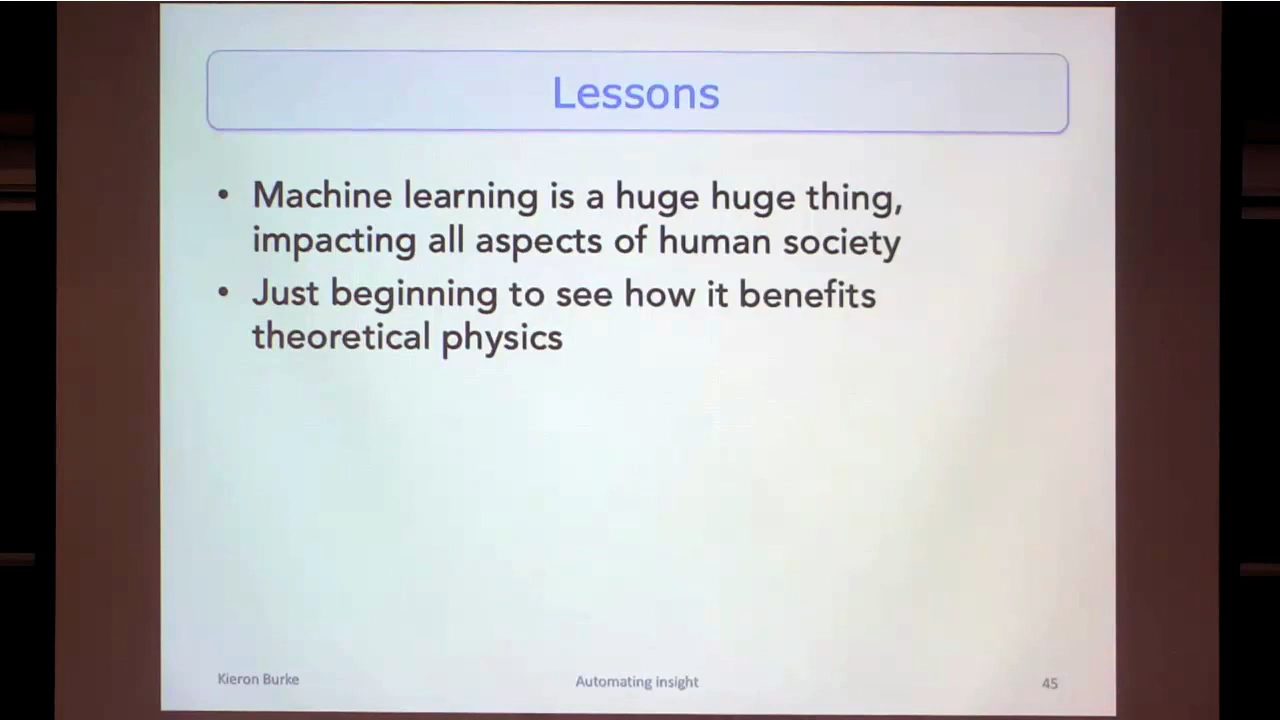 Lessons
• Machine learning is a huge huge thing,
impacting all aspects of human society
• Just beginning to see how it benefits
theoretical physics
Kieron Burke
Automating insight
45